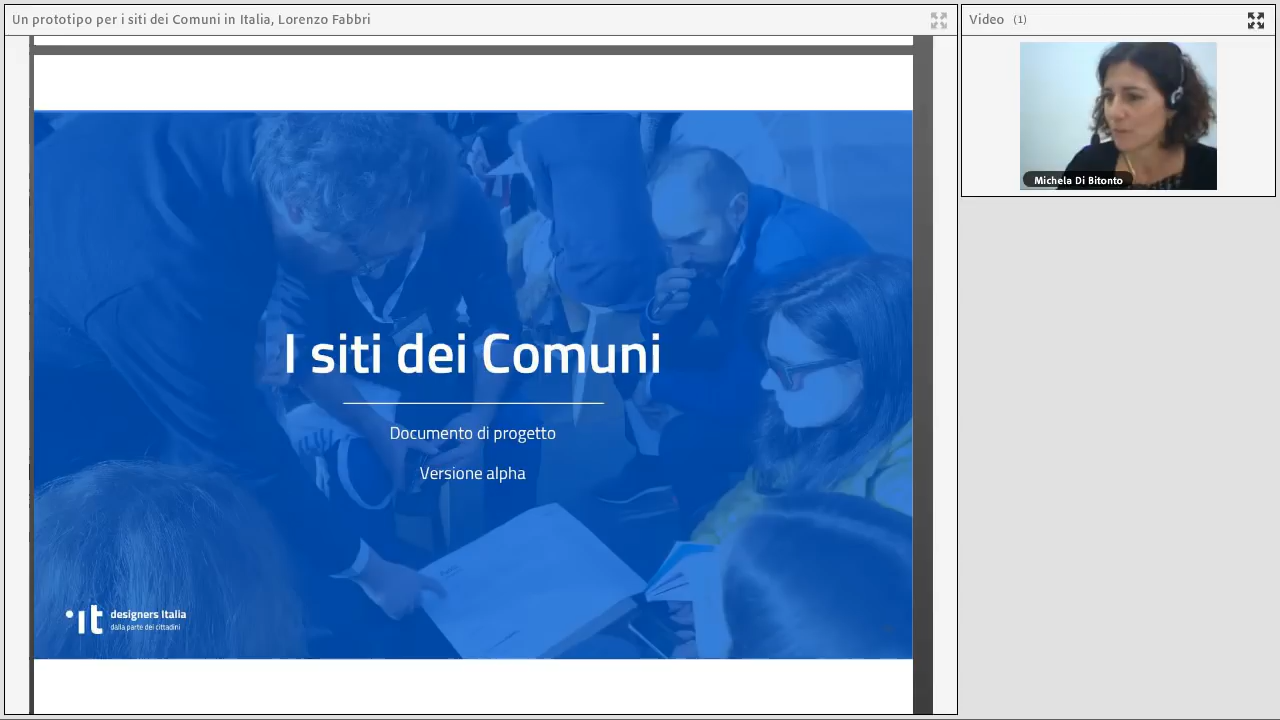 Un prototipo per i siti dei Comuni in Italia, Lorenzo Fabbri
Video (1)
Michela Di Bitonto
I siti dei Comuni
Documento di progetto
Versione alpha
it designers italia
dalla parte dei cittadini